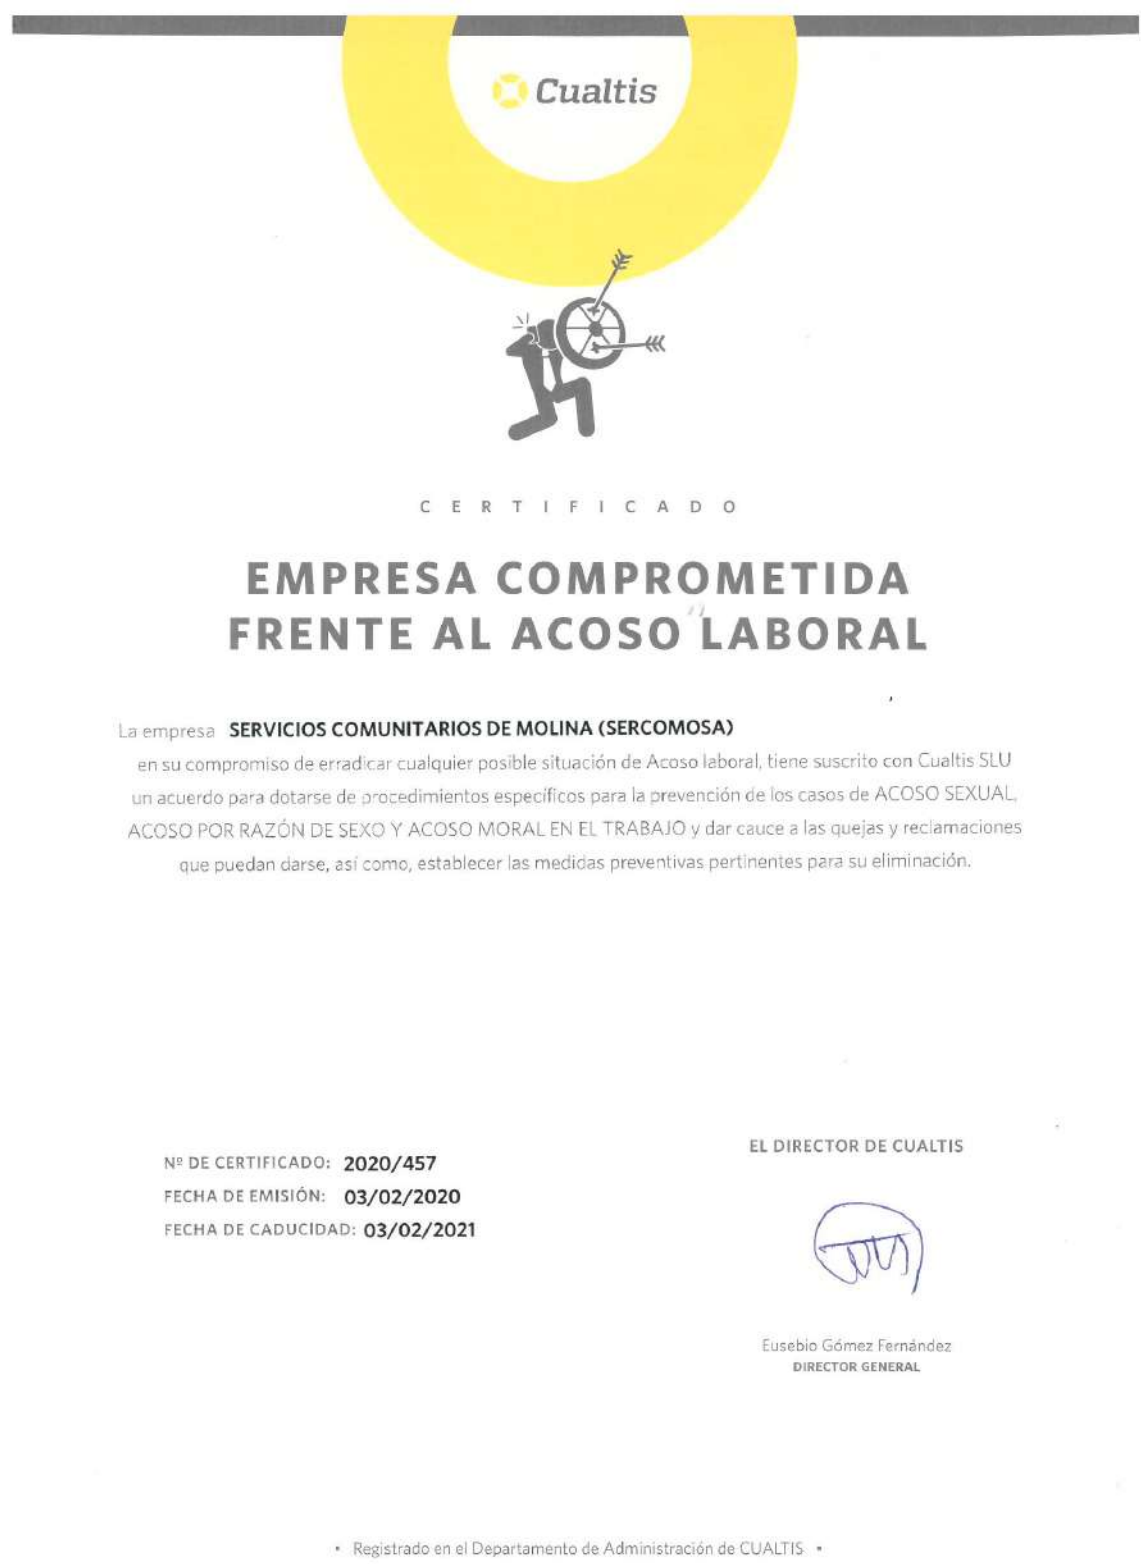 Cualtis
CERTIFICADO
EMPRESA COMPROMETIDA
FRENTE AL ACOSO LABORAL
La empresa SERVICIOS COMUNITARIOS DE MOLINA (SERCOMOSA)
en su compromiso de erradicar cualquier posible situación de Acoso laboral, tiene suscrito con Cualtis SLU
un acuerdo para dotarse de procedimientos específicos para la prevención de los casos de ACOSO SEXUAL,
ACOSO POR RAZÓN DE SEXO Y ACOSO MORAL EN EL TRABAJO y dar cauce a las quejas y reclamaciones
que puedan darse, así como, establecer las medidas preventivas pertinentes para su eliminación.
Nº DE CERTIFICADO: 2020/457
FECHA DE EMISIÓN: 03/02/2020
FECHA DE CADUCIDAD: 03/02/2021
EL DIRECTOR DE CUALTIS
Eusebio Gómez Fernández
DIRECTOR GENERAL
• Registrado en el Departamento de Administración de CUALTIS •